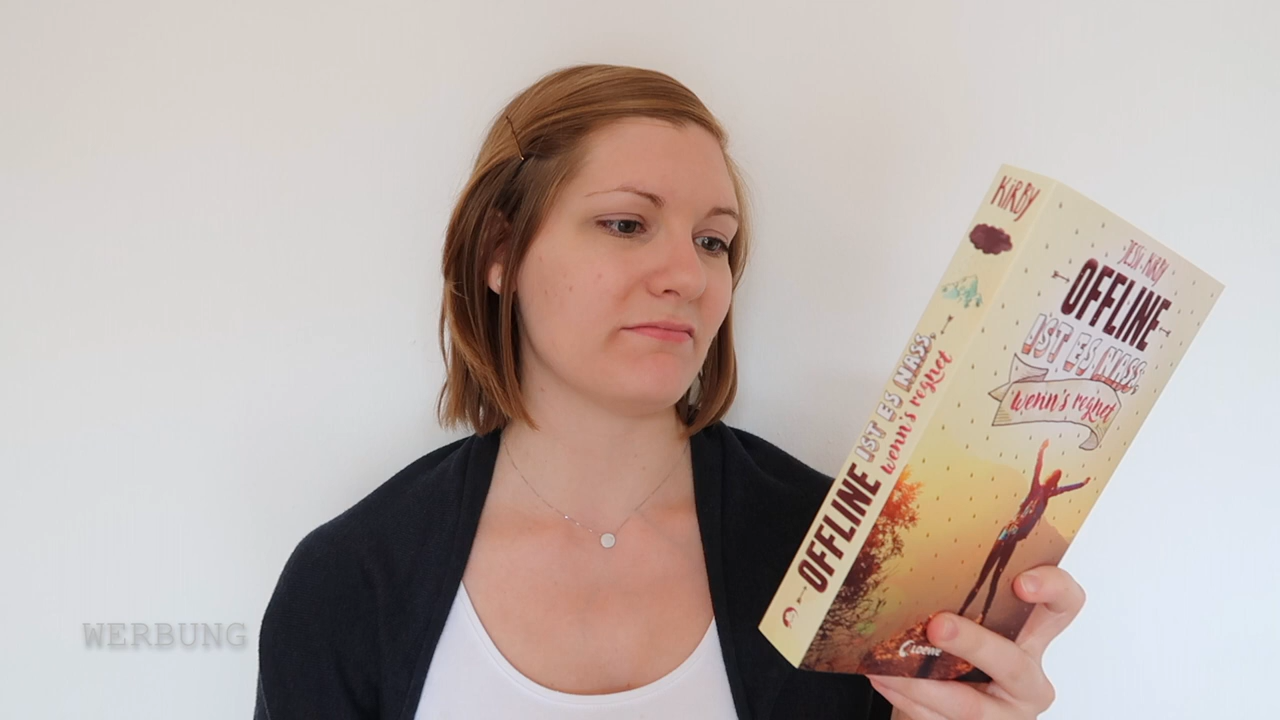 KIRBY
OFFLINE IST ES NASS,
wenn's regnet
JESSI KIRBY
OFFLINE
IST ES NASS,
wenn's regnet
LOEWE
WERBUNG